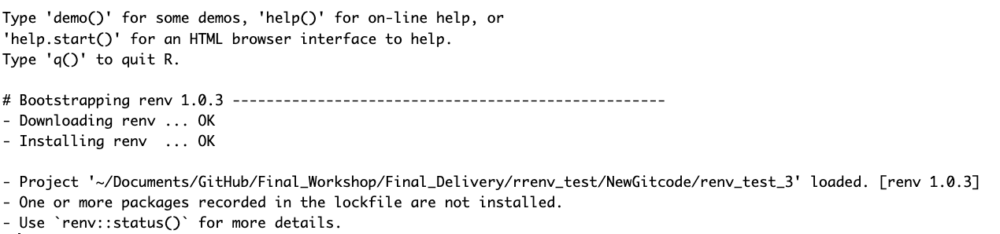 Type 'demo()' for some demos, 'help()' for on-line help, or
'help.start()' for an HTML browser interface to help.
Type 'q()' to quit R.
# Bootstrapping renv 1.0.3 ---------------------------------------------------
- Downloading renv ... OK
- Installing renv  ... OK
- Project '~/Documents/GitHub/Final_Workshop/Final_Delivery/rrenv_test/NewGitcode/renv_test_3' loaded. [renv 1.0.3]
- One or more packages recorded in the lockfile are not installed.
- Use `renv::status()` for more details.